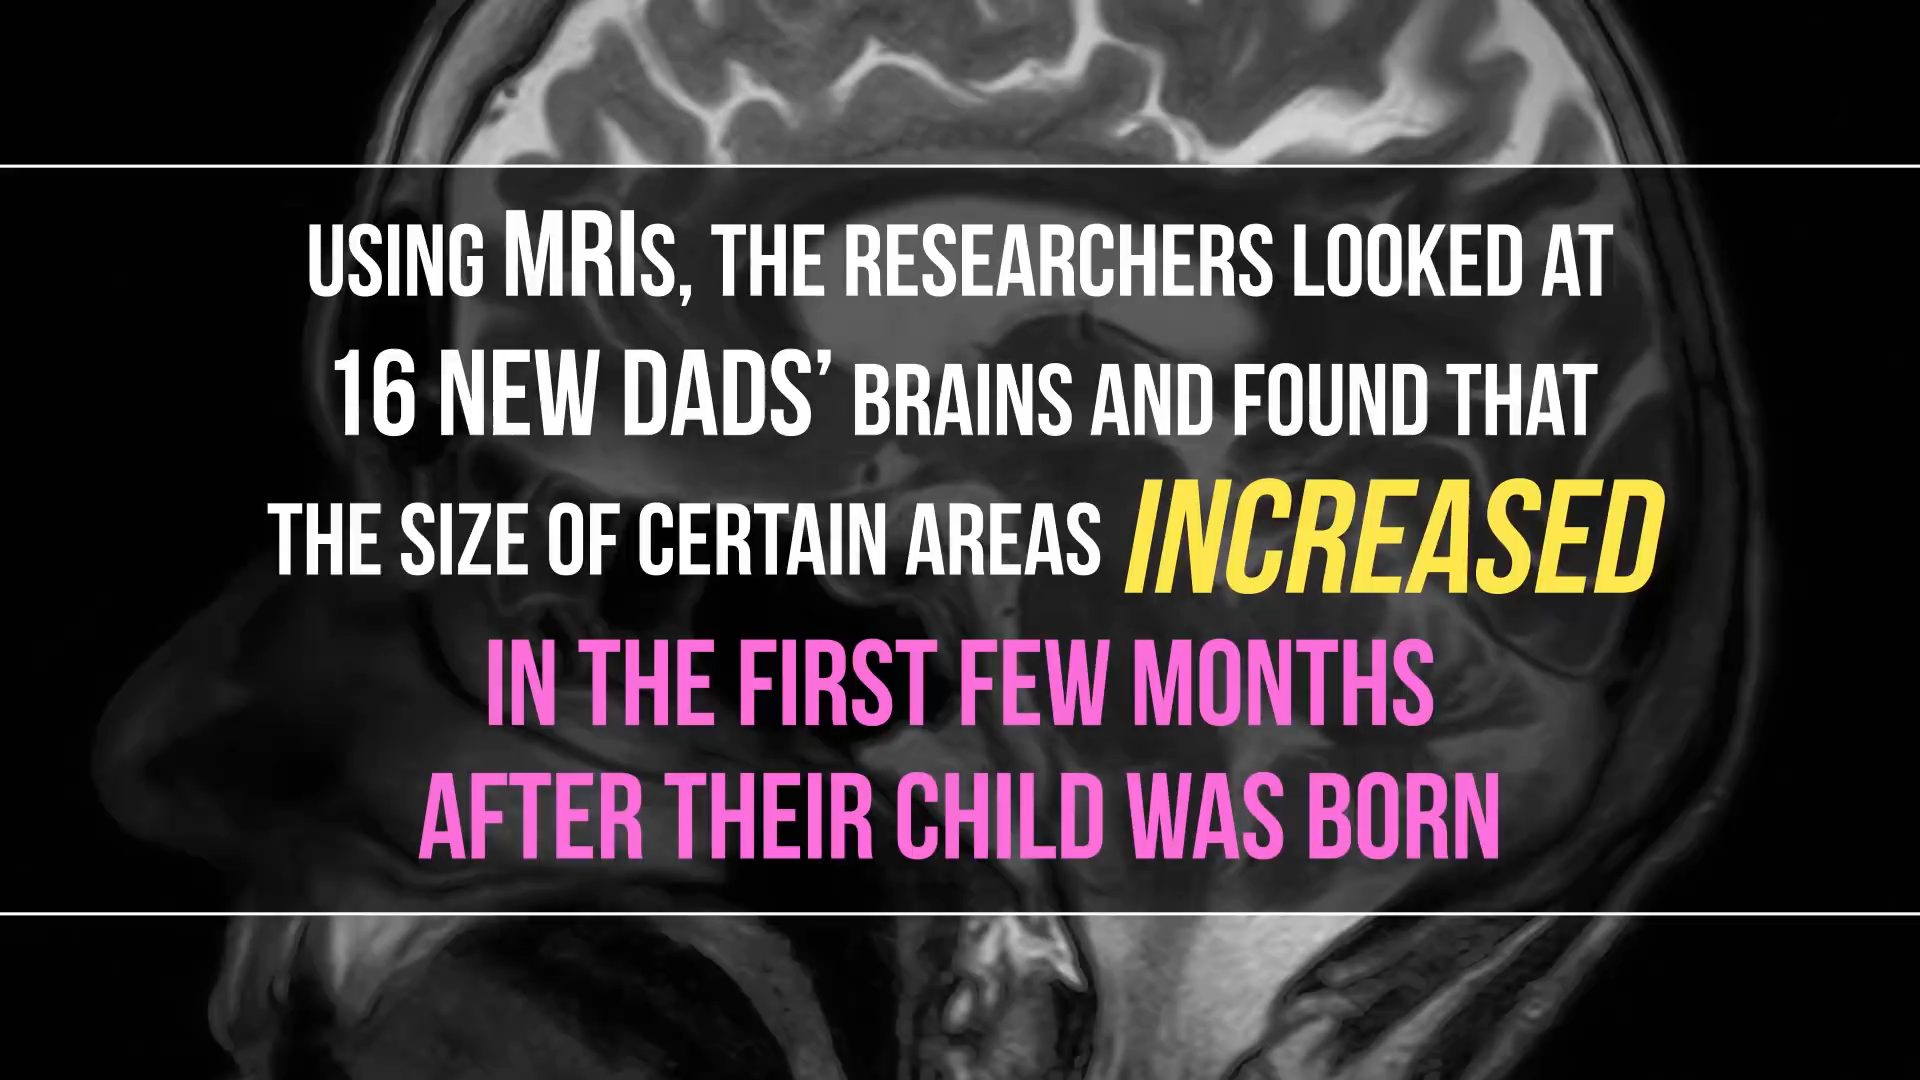 USING MRIs, THE RESEARCHERS LOOKED AT
16 NEW DADS’ BRAINS AND FOUND THAT
THE SIZE OF CERTAIN AREAS INCREASED
IN THE FIRST FEW MONTHS
AFTER THEIR CHILD WAS BORN